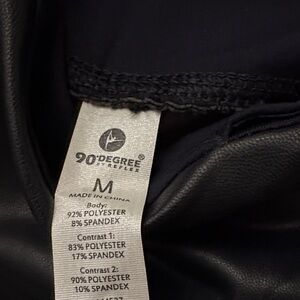 90°DEGREE
BY REFLEX
M
MADE IN CHINA
Body:
92% POLYESTER
8% SPANDEX
Contrast 1:
83% POLYESTER
17% SPANDEX
Contrast 2:
90% POLYESTER
10% SPANDEX